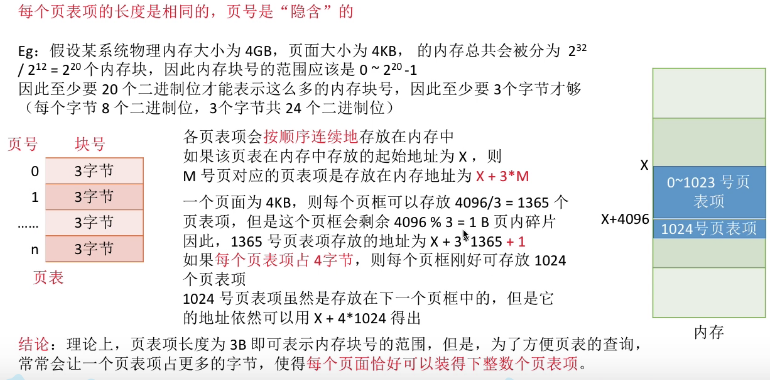 每个页表项的长度是相同的，页号是“隐含”的
Eg：假设某系统物理内存大小为 4GB，页面大小为 4KB， 的内存总共会被分为 2³²
/ 2¹² = 2²⁰ 个内存块，因此内存块号的范围应该是 0 ~ 2²⁰ -1
因此至少要 20 个二进制位才能表示这么多的内存块号，因此至少要 3个字节才够
（每个字节 8 个二进制位，3个字节共 24 个二进制位）
页号 块号
0 3字节
1 3字节
…… 3字节
n 3字节
页表
各页表项会按顺序连续地存放在内存中
如果该页表在内存中存放的起始地址为 X ，则
M 号页对应的页表项是存放在内存地址为 X + 3*M
一个页面为 4KB，则每个页框可以存放 4096/3 = 1365 个
页表项，但是这个页框会剩余 4096 % 3 = 1 B 页内碎片
因此，1365 号页表项存放的地址为 X + 3*1365 + 1
如果每个页表项占 4字节，则每个页框刚好可存放 1024
个页表项
1024 号页表项虽然是存放在下一个页框中的，但是它
的地址依然可以用 X + 4*1024 得出
X
0~1023 号页
表项
X+4096
1024号页表项
内存
结论：理论上，页表项长度为 3B 即可表示内存块号的范围，但是，为了方便页表的查询，
常常会让一个页表项占更多的字节，使得每个页面恰好可以装得下整数个页表项。